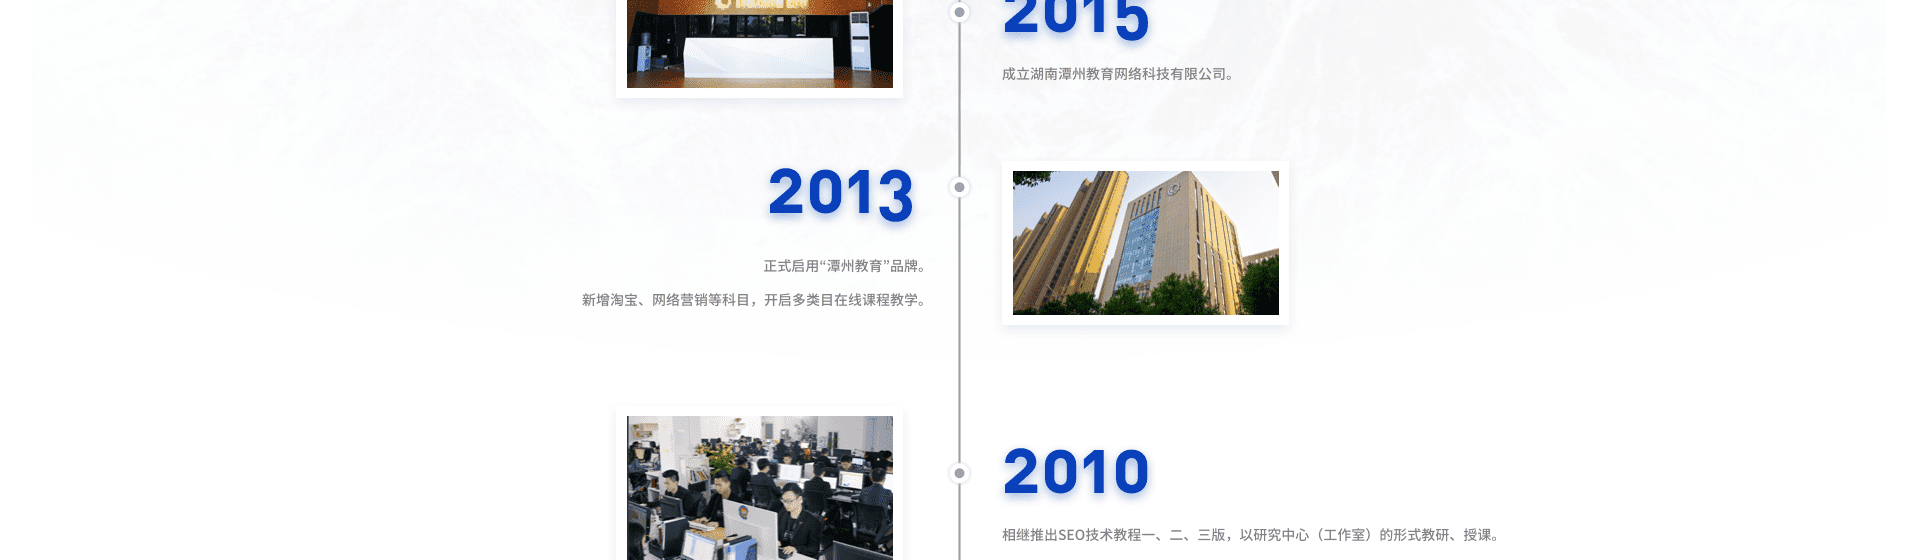 2015
成立湖南潭州教育网络科技有限公司。
2013
正式启用“潭州教育”品牌。
新增淘宝、网络营销等科目，开启多类目在线课程教学。
2010
相继推出SEO技术教程一、二、三版，以研究中心（工作室）的形式教研、授课。